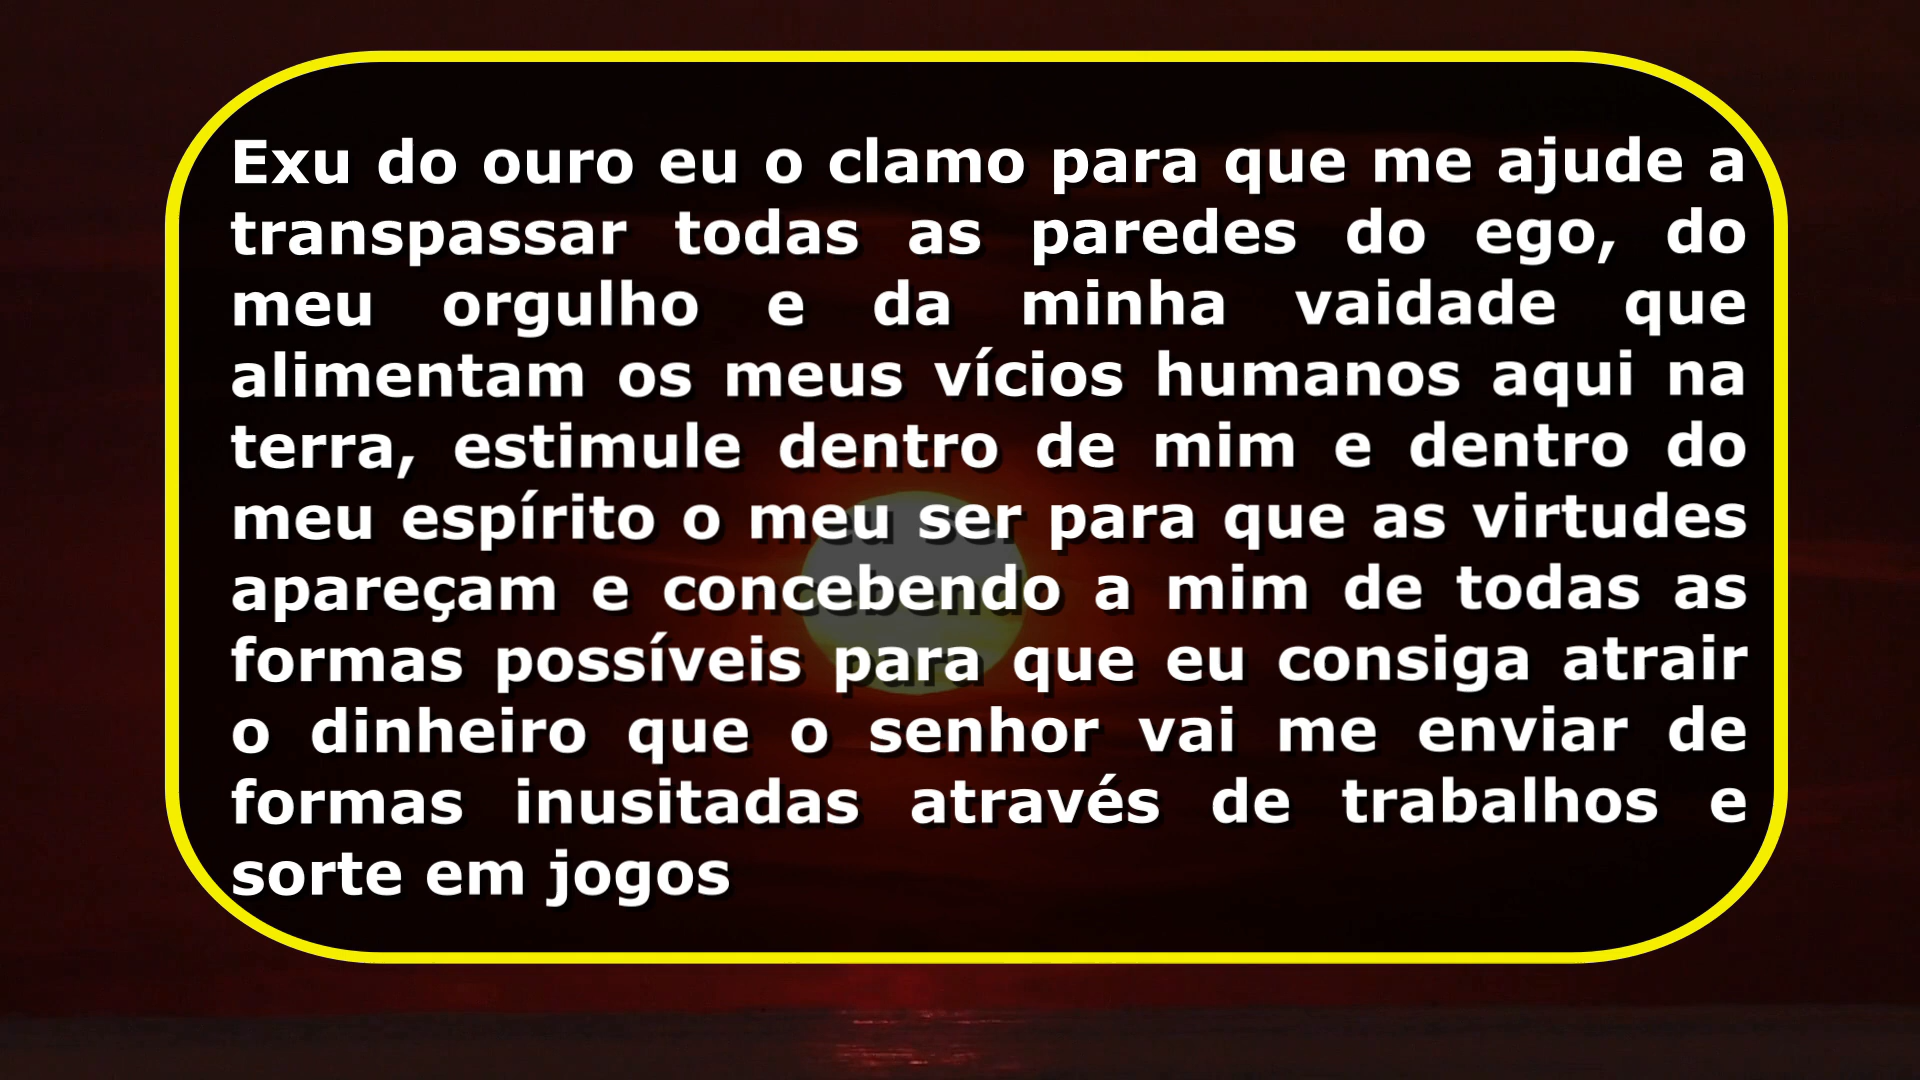 Exu do ouro eu o clamo para que me ajude a
transpassar todas as paredes do ego, do
meu orgulho e da minha vaidade que
alimentam os meus vícios humanos aqui na
terra, estimule dentro de mim e dentro do
meu espírito o meu ser para que as virtudes
apareçam e concebendo a mim de todas as
formas possíveis para que eu consiga atrair
o dinheiro que o senhor vai me enviar de
formas inusitadas através de trabalhos e
sorte em jogos